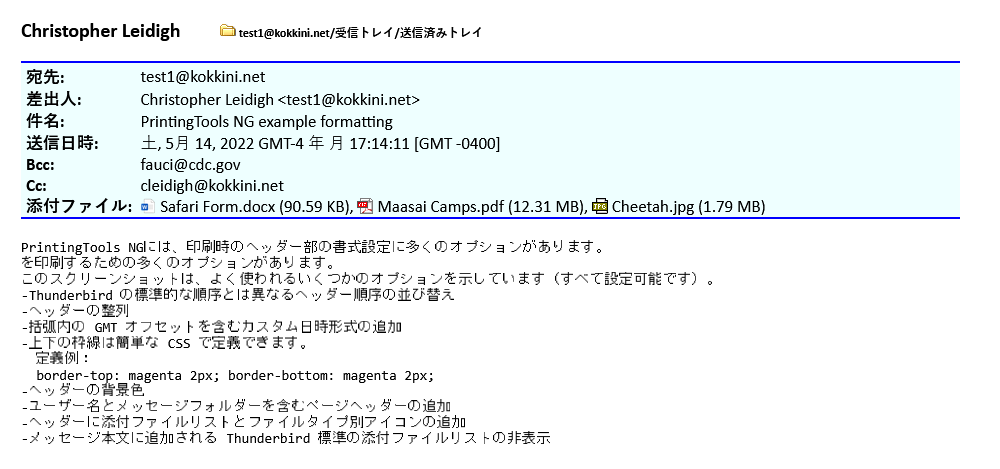 Christopher Leidigh test1@kokkini.net/受信トレイ/送信済みトレイ
宛先: test1@kokkini.net
差出人: Christopher Leidigh <test1@kokkini.net>
件名: PrintingTools NG example formatting
送信日時: 土, 5月 14, 2022 GMT-4 年 月 17:14:11 [GMT -0400]
Bcc: fauci@cdc.gov
Cc: cleidigh@kokkini.net
添付ファイル: Safari Form.docx (90.59 KB), Maasai Camps.pdf (12.31 MB), Cheetah.jpg (1.79 MB)
PrintingTools NGには、印刷時のヘッダー部の書式設定に多くのオプションがあります。
を印刷するための多くのオプションがあります。
このスクリーンショットは、よく使われるいくつかのオプションを示しています（すべて設定可能です）。
-Thunderbird の標準的な順序とは異なるヘッダー順序の並び替え
-ヘッダーの整列
-括弧内の GMT オフセットを含むカスタム日時形式の追加
-上下の枠線は簡単な CSS で定義できます。
定義例：
border-top: magenta 2px; border-bottom: magenta 2px;
-ヘッダーの背景色
-ユーザー名とメッセージフォルダーを含むページヘッダーの追加
-ヘッダーに添付ファイルリストとファイルタイプ別アイコンの追加
-メッセージ本文に追加される Thunderbird 標準の添付ファイルリストの非表示